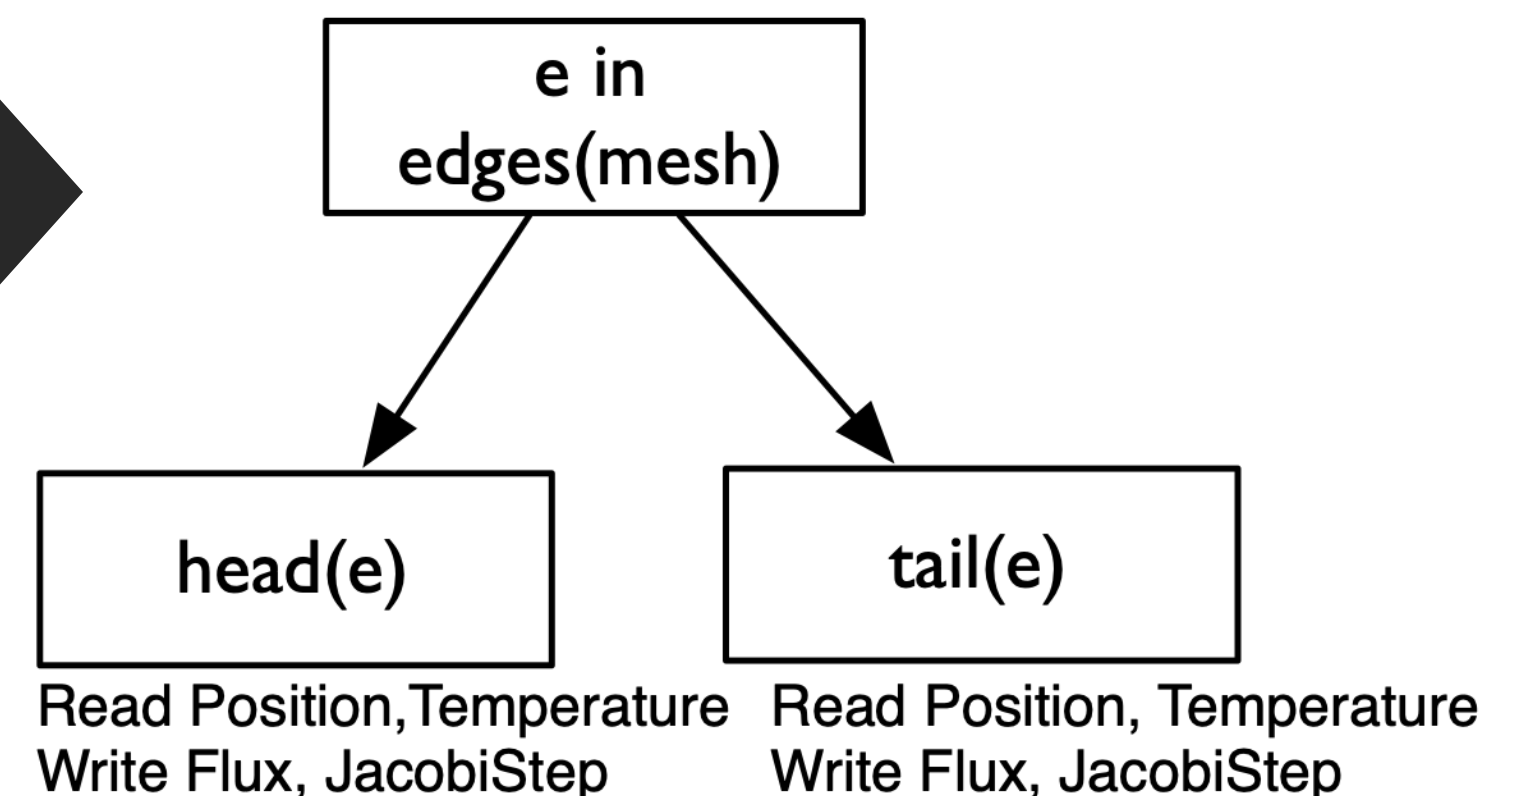 e in
edges(mesh)
head(e)
tail(e)
Read Position,Temperature
Write Flux, JacobiStep
Read Position, Temperature
Write Flux, JacobiStep